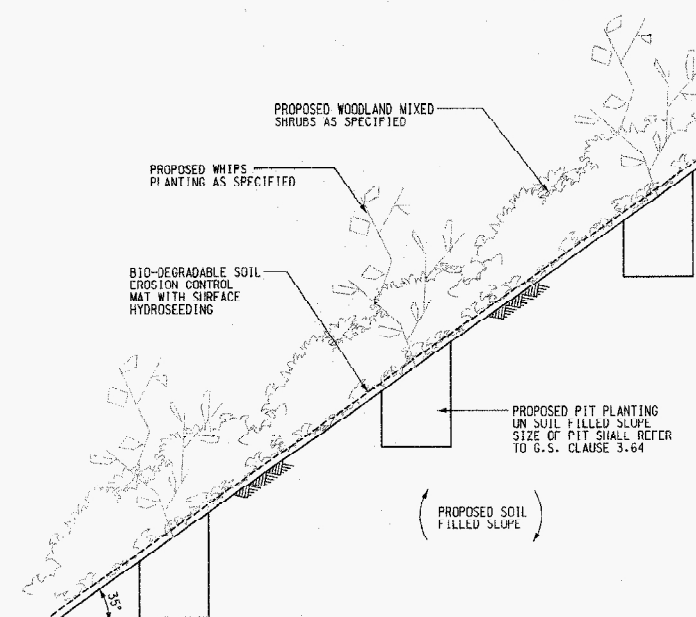 PROPOSED WOODLAND MIXED
SHRUBS AS SPECIFIED
PROPOSED WHIPS
PLANTING AS SPECIFIED
BIO-DEGRADABLE SOIL
EROSION CONTROL
MAT WITH SURFACE
HYDROSEEDING
PROPOSED PIT PLANTING
ON SOIL FILLED SLOPE
SIZE OF PIT SHALL REFER
TO G.S. CLAUSE 3.64
PROPOSED SOIL
FILLED SLOPE
35°